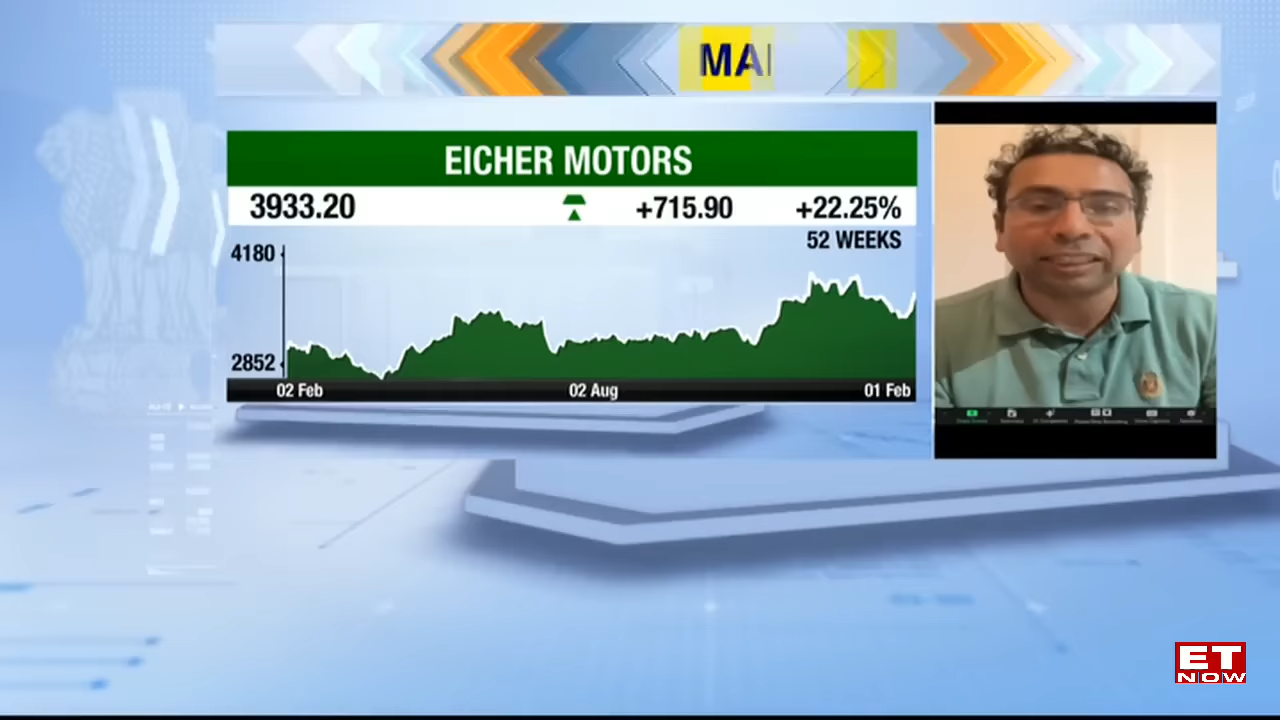 MA
EICHER MOTORS
3933.20 +715.90 +22.25%
52 WEEKS
4180
2852
02 Feb 02 Aug 01 Feb
ET
NOW